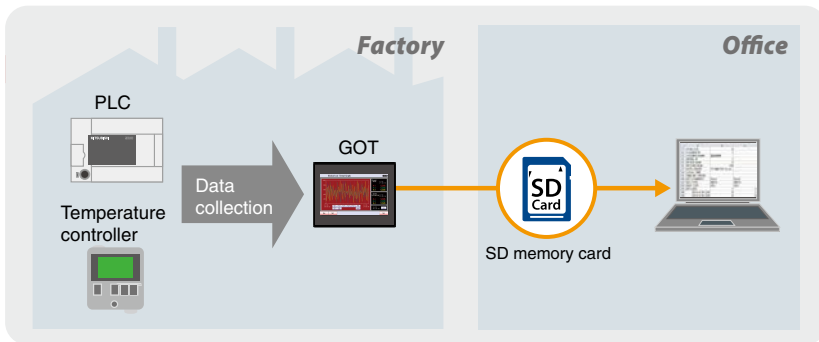 Factory
Office
PLC
GOT
Data
collection
Temperature
controller
SD
Card
SD memory card